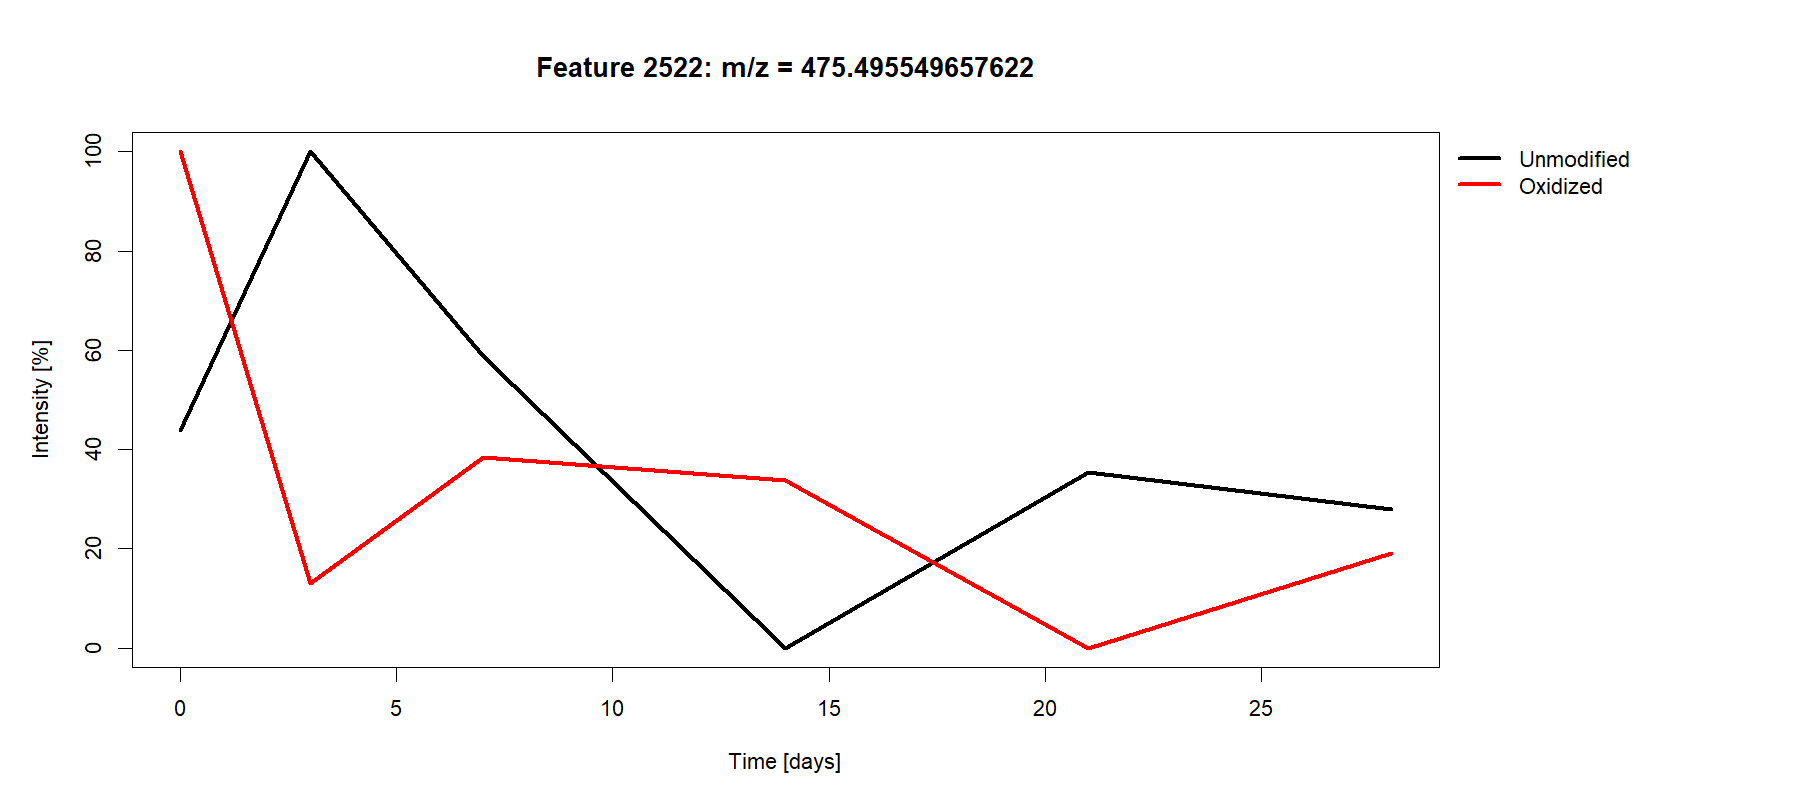 Feature 2522: m/z = 475.495549657622
Unmodified
Oxidized
Intensity [%]
100
80
60
40
20
0
0 5 10 15 20 25
Time [days]